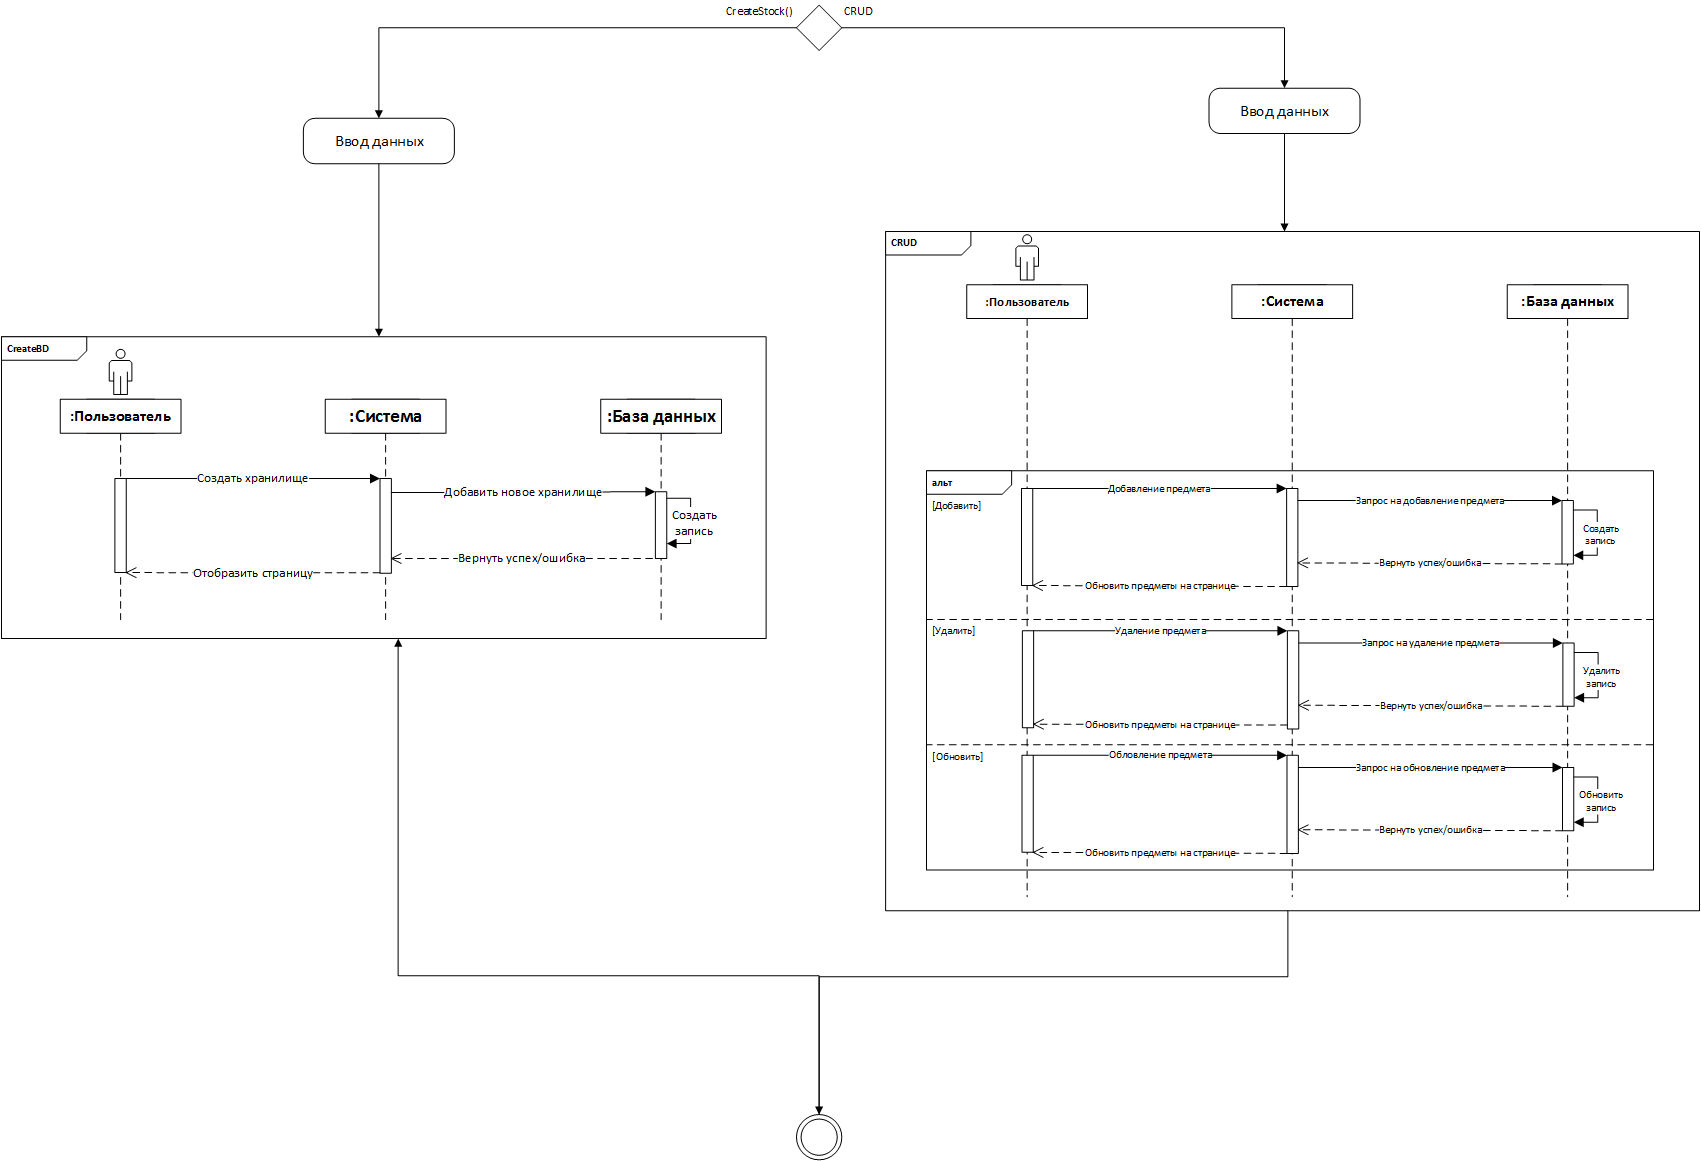 CreateStock()
CRUD
Ввод данных
Ввод данных
CreateBD
:Пользователь
:Система
:База данных
Создать хранилище
Добавить новое хранилище
Создать
запись
Вернуть успех/ошибка
Отобразить страницу
CRUD
:Пользователь
:Система
:База данных
альт
[Добавить]
Добавление предмета
Запрос на добавление предмета
Создать
запись
Вернуть успех/ошибка
Обновить предметы на странице
[Удалить]
Удаление предмета
Запрос на удаление предмета
Удалить
запись
Вернуть успех/ошибка
Обновить предметы на странице
[Обновить]
Обловление предмета
Запрос на обновление предмета
Обновить
запись
Вернуть успех/ошибка
Обновить предметы на странице